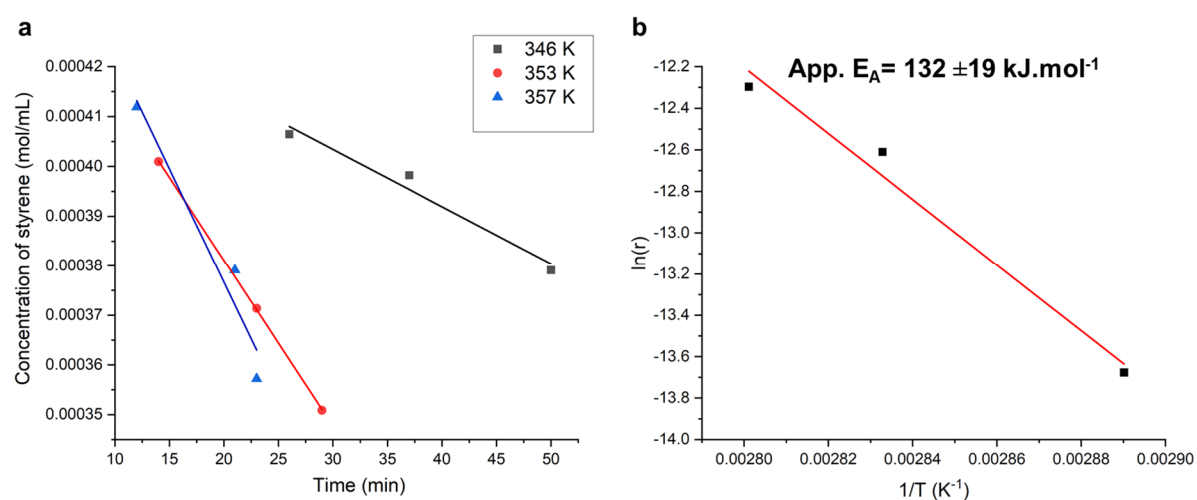 a
346 K
353 K
357 K
0.00042
0.00041
0.00040
0.00039
0.00038
0.00037
0.00036
0.00035
Concentration of styrene (mol/mL)
10 15 20 25 30 35 40 45 50
Time (min)
b
App. E_A= 132 ±19 kJ.mol⁻¹
-12.2
-12.4
-12.6
-12.8
-13.0
-13.2
-13.4
-13.6
-13.8
-14.0
ln(r)
0.00280 0.00282 0.00284 0.00286 0.00288 0.00290
1/T (K⁻¹)